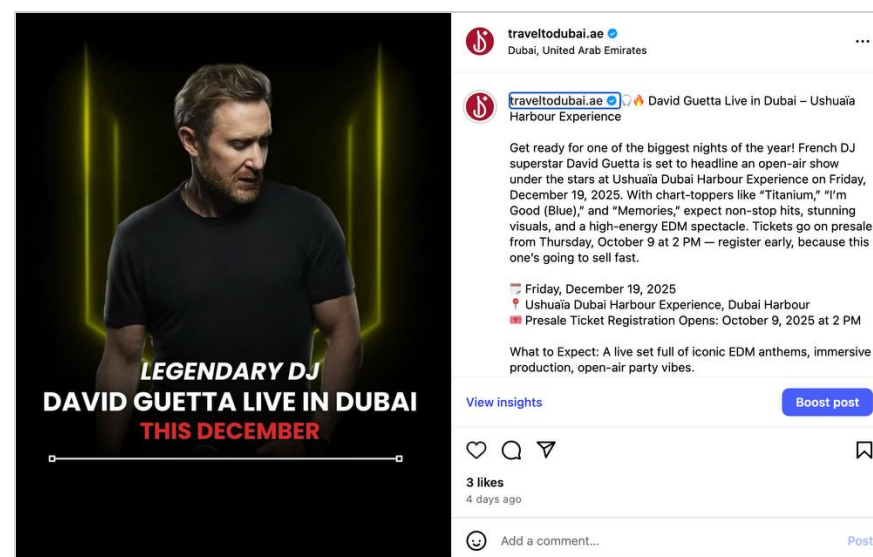 LEGENDARY DJ
DAVID GUETTA LIVE IN DUBAI
THIS DECEMBER
traveltodubai.ae
Dubai, United Arab Emirates
traveltodubai.ae 🎧🔥 David Guetta Live in Dubai – Ushuaïa
Harbour Experience
Get ready for one of the biggest nights of the year! French DJ
superstar David Guetta is set to headline an open-air show
under the stars at Ushuaïa Dubai Harbour Experience on Friday,
December 19, 2025. With chart-toppers like “Titanium,” “I’m
Good (Blue),” and “Memories,” expect non-stop hits, stunning
visuals, and a high-energy EDM spectacle. Tickets go on presale
from Thursday, October 9 at 2 PM — register early, because this
one’s going to sell fast.
🗓️ Friday, December 19, 2025
📍 Ushuaïa Dubai Harbour Experience, Dubai Harbour
🎟️ Presale Ticket Registration Opens: October 9, 2025 at 2 PM
What to Expect: A live set full of iconic EDM anthems, immersive
production, open-air party vibes.
View insights
Boost post
3 likes
4 days ago
Add a comment...
Post